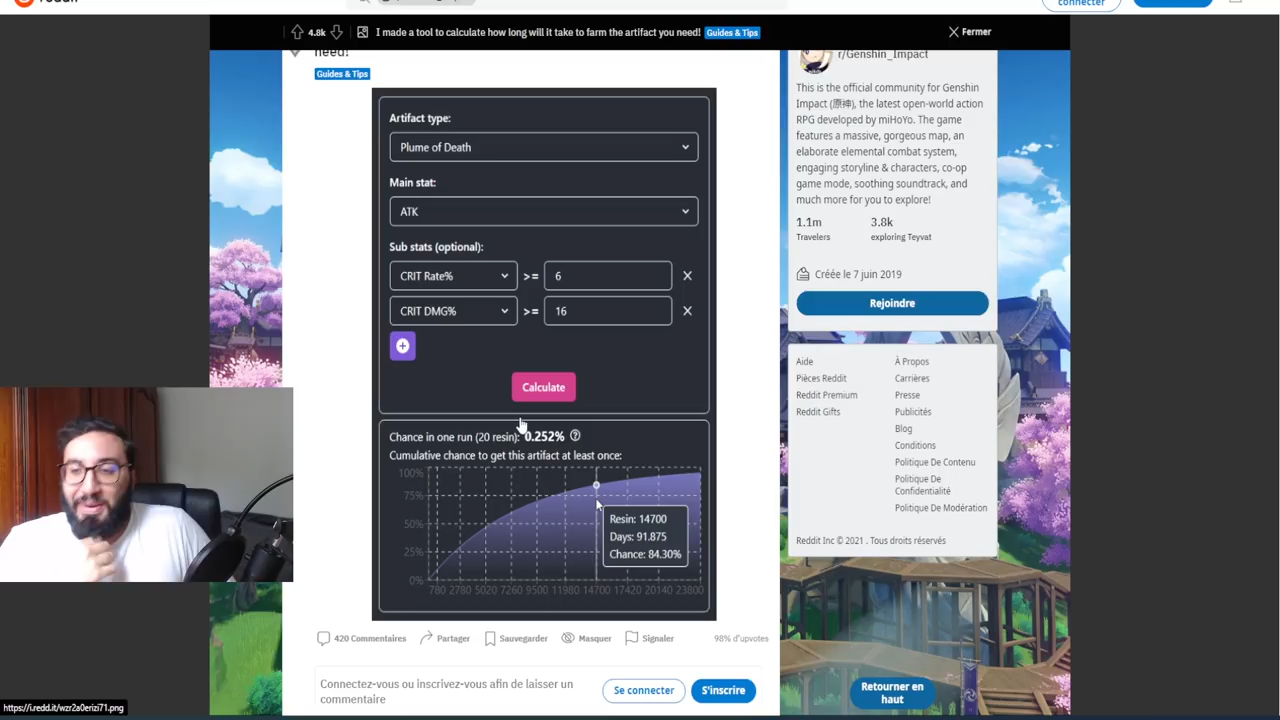 connecter
4.8k I made a tool to calculate how long will it take to farm the artifact you need! Guides & Tips
Fermer
need!
Guides & Tips
Artifact type:
Plume of Death
Main stat:
ATK
Sub stats (optional):
CRIT Rate% >= 6 X
CRIT DMG% >= 16 X
Calculate
Chance in one run (20 resin): 0.252%
Cumulative chance to get this artifact at least once:
100%
75%
50%
25%
0%
Resin: 14700
Days: 91.875
Chance: 84.30%
780 2780 5020 7260 9500 11980 14700 17420 20140 23800
420 Commentaires Partager Sauvegarder Masquer Signaler 98% d'upvotes
Connectez-vous ou inscrivez-vous afin de laisser un
commentaire
Se connecter
S'inscrire
r/Genshin_Impact
This is the official community for Genshin
Impact (原神), the latest open-world action
RPG developed by miHoYo. The game
features a massive, gorgeous map, an
elaborate elemental combat system,
engaging storyline & characters, co-op
game mode, soothing soundtrack, and
much more for you to explore!
1.1m 3.8k
Travelers exploring Teyvat
Créée le 7 juin 2019
Rejoindre
Aide À Propos
Pièces Reddit Carrières
Reddit Premium Presse
Reddit Gifts Publicités
Blog
Conditions
Politique De Contenu
Politique De
Confidentialité
Politique De Modération
Reddit Inc © 2021 . Tous droits réservés
Retourner en
haut
https://i.redd.it/wzr2a0erizi71.png